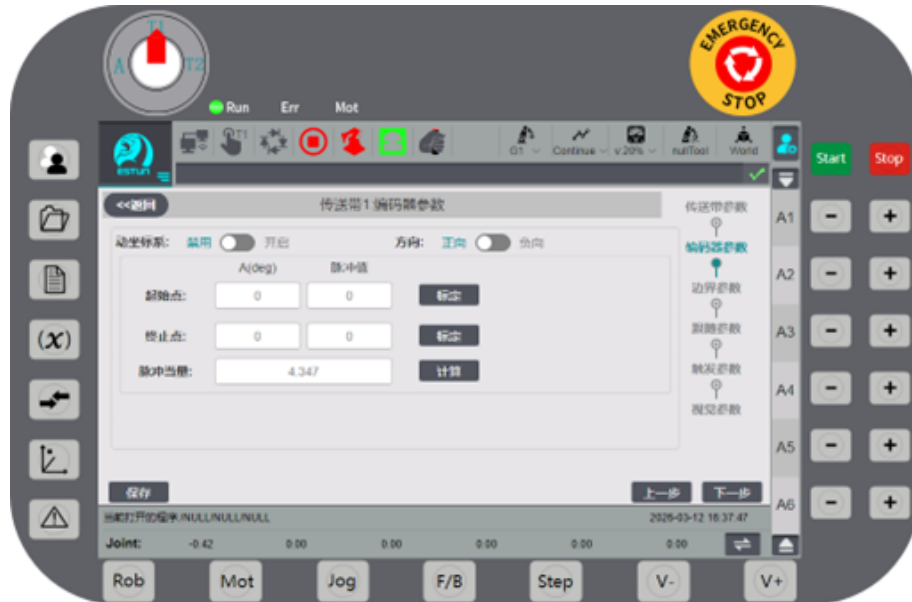 T1
A
T2
EMERGENCY
STOP
Run Err Mot
ESTUN
T1
G1 Continue v:20% nullTool World
Start Stop
<<返回 传送带1:编码器参数
传送带参数
编码器参数
边界参数
跟随参数
触发参数
视觉参数
动坐标系: 禁用 开启 方向: 正向 负向
A(deg) 脉冲值
起始点: 0 0 标定
终止点: 0 0 标定
脉冲当量: 4.347 计算
保存 上一步 下一步
A1 - +
A2 - +
A3 - +
A4 - +
A5 - +
A6 - +
(x)
当前打开的程序:NULL/NULL/NULL 2026-03-12 16:37:47
Joint: -0.42 0.00 0.00 0.00 0.00 0.00
Rob Mot Jog F/B Step V- V+